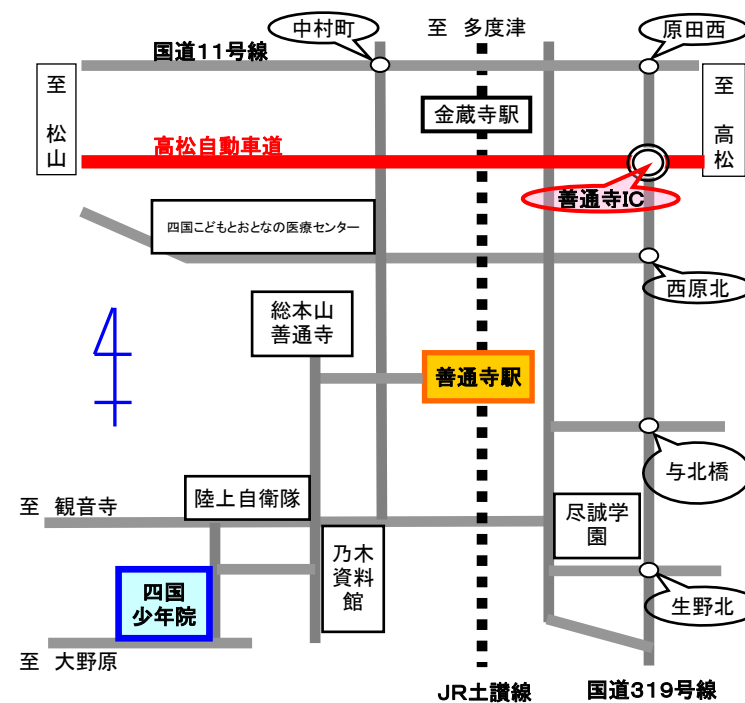 中村町
至 多度津
原田西
国道11号線
至
松
山
至
高
松
金蔵寺駅
高松自動車道
善通寺IC
四国こどもとおとなの医療センター
西原北
総本山
善通寺
善通寺駅
与北橋
陸上自衛隊
至 観音寺
尽誠学
園
乃木
資料
館
四国
少年院
生野北
至 大野原
JR土讃線
国道319号線